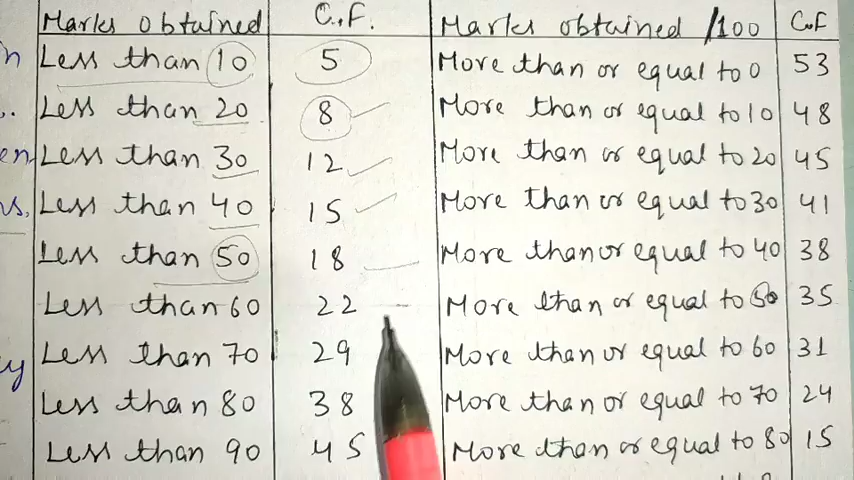 Marks obtained C.F. Marks obtained /100 C.F
Less than 10 5 More than or equal to 0 53
Less than 20 8 More than or equal to 10 48
Less than 30 12 More than or equal to 20 45
Less than 40 15 More than or equal to 30 41
Less than 50 18 More than or equal to 40 38
Less than 60 22 More than or equal to 50 35
Less than 70 29 More than or equal to 60 31
Less than 80 38 More than or equal to 70 24
Less than 90 45 More than or equal to 80 15